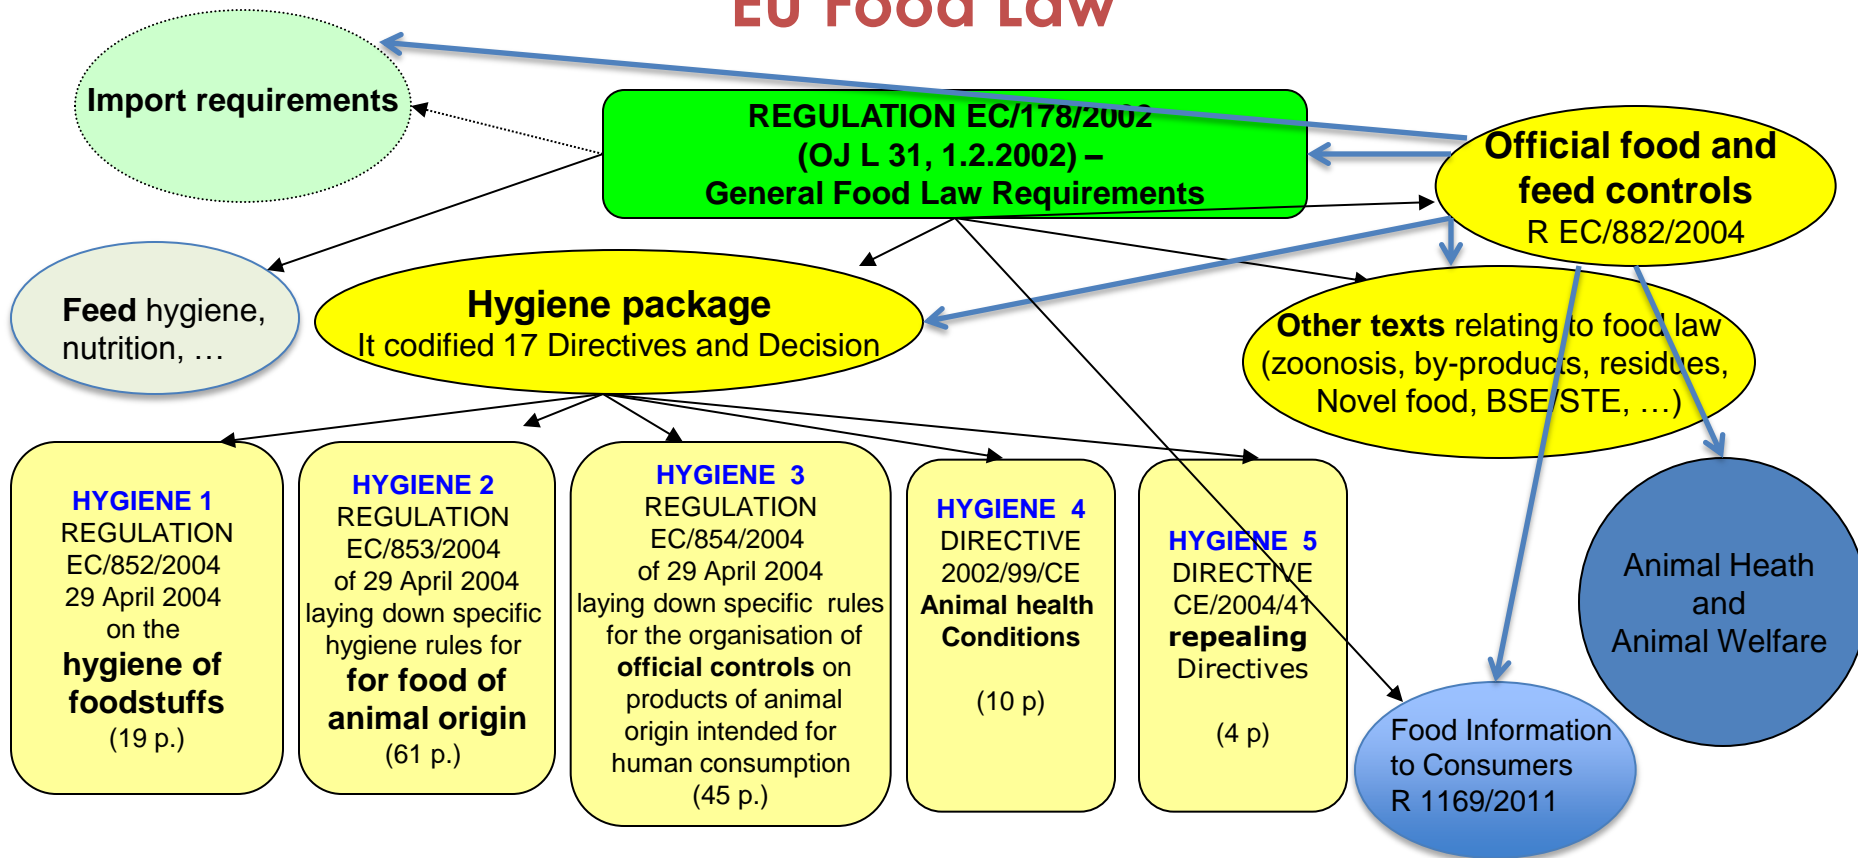 EU Food Law
Import requirements
REGULATION EC/178/2002
(OJ L 31, 1.2.2002) –
General Food Law Requirements
Official food and
feed controls
R EC/882/2004
Feed hygiene,
nutrition, …
Hygiene package
It codified 17 Directives and Decision
Other texts relating to food law
(zoonosis, by-products, residues,
Novel food, BSE/STE, …)
HYGIENE 1
REGULATION
EC/852/2004
29 April 2004
on the
hygiene of
foodstuffs
(19 p.)
HYGIENE 2
REGULATION
EC/853/2004
of 29 April 2004
laying down specific
hygiene rules for
for food of
animal origin
(61 p.)
HYGIENE 3
REGULATION
EC/854/2004
of 29 April 2004
laying down specific rules
for the organisation of
official controls on
products of animal
origin intended for
human consumption
(45 p.)
HYGIENE 4
DIRECTIVE
2002/99/CE
Animal health
Conditions
(10 p)
HYGIENE 5
DIRECTIVE
CE/2004/41
repealing
Directives
(4 p)
Animal Heath
and
Animal Welfare
Food Information
to Consumers
R 1169/2011